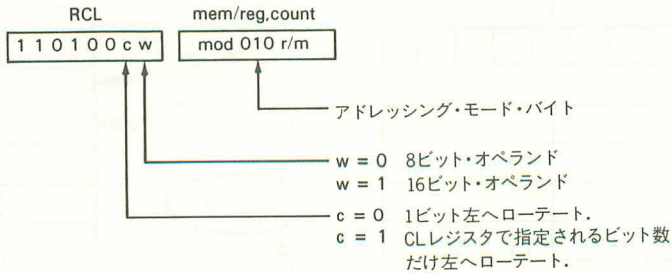 RCL mem/reg,count
1 1 0 1 0 0 c w mod 010 r/m
アドレッシング・モード・バイト
w = 0 8ビット・オペランド
w = 1 16ビット・オペランド
c = 0 1ビット左へローテート.
c = 1 CLレジスタで指定されるビット数
だけ左へローテート.